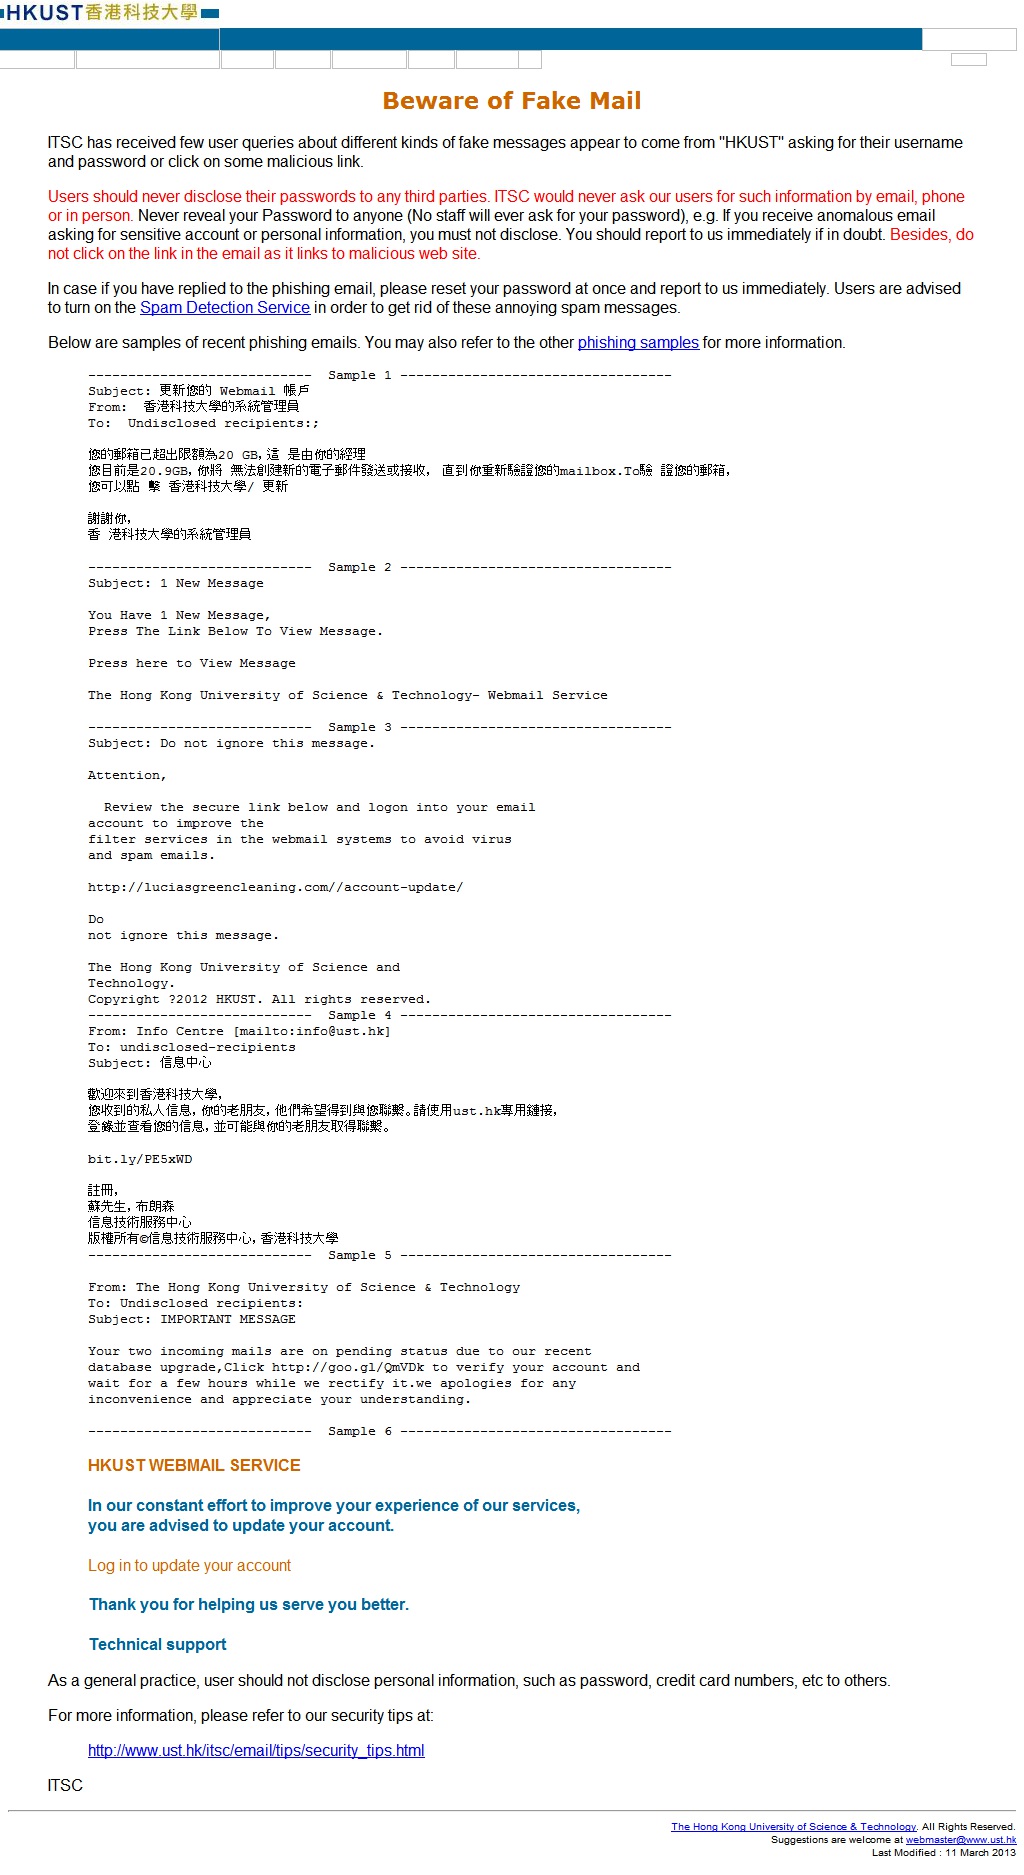 HKUST香港科技大學
Beware of Fake Mail
ITSC has received few user queries about different kinds of fake messages appear to come from "HKUST" asking for their username
and password or click on some malicious link.
Users should never disclose their passwords to any third parties. ITSC would never ask our users for such information by email, phone
or in person. Never reveal your Password to anyone (No staff will ever ask for your password), e.g. If you receive anomalous email
asking for sensitive account or personal information, you must not disclose. You should report to us immediately if in doubt. Besides, do
not click on the link in the email as it links to malicious web site.
In case if you have replied to the phishing email, please reset your password at once and report to us immediately. Users are advised
to turn on the Spam Detection Service in order to get rid of these annoying spam messages.
Below are samples of recent phishing emails. You may also refer to the other phishing samples for more information.
---------------------------- Sample 1 ----------------------------------
Subject: 更新您的 Webmail 帳戶
From: 香港科技大學的系統管理員
To: Undisclosed recipients:;
您的郵箱已超出限額為20 GB, 這 是由你的經理
您目前是20.9GB, 你將 無法創建新的電子郵件發送或接收, 直到你重新驗證您的mailbox.To驗 證您的郵箱,
您可以點 擊 香港科技大學/ 更新
謝謝你,
香 港科技大學的系統管理員
---------------------------- Sample 2 ----------------------------------
Subject: 1 New Message
You Have 1 New Message,
Press The Link Below To View Message.
Press here to View Message
The Hong Kong University of Science & Technology- Webmail Service
---------------------------- Sample 3 ----------------------------------
Subject: Do not ignore this message.
Attention,
Review the secure link below and logon into your email
account to improve the
filter services in the webmail systems to avoid virus
and spam emails.
http://luciasgreencleaning.com//account-update/
Do
not ignore this message.
The Hong Kong University of Science and
Technology.
Copyright ?2012 HKUST. All rights reserved.
---------------------------- Sample 4 ----------------------------------
From: Info Centre [mailto:info@ust.hk]
To: undisclosed-recipients
Subject: 信息中心
歡迎來到香港科技大學,
您收到的私人信息, 你的老朋友, 他們希望得到與您聯繫。請使用ust.hk專用鏈接,
登錄並查看您的信息, 並可能與你的老朋友取得聯繫。
bit.ly/PE5xWD
註冊,
蘇先生, 布朗森
信息技術服務中心
版權所有©信息技術服務中心, 香港科技大學
---------------------------- Sample 5 ----------------------------------
From: The Hong Kong University of Science & Technology
To: Undisclosed recipients:
Subject: IMPORTANT MESSAGE
Your two incoming mails are on pending status due to our recent
database upgrade,Click http://goo.gl/QmVDk to verify your account and
wait for a few hours while we rectify it.we apologies for any
inconvenience and appreciate your understanding.
---------------------------- Sample 6 ----------------------------------
HKUST WEBMAIL SERVICE
In our constant effort to improve your experience of our services,
you are advised to update your account.
Log in to update your account
Thank you for helping us serve you better.
Technical support
As a general practice, user should not disclose personal information, such as password, credit card numbers, etc to others.
For more information, please refer to our security tips at:
http://www.ust.hk/itsc/email/tips/security_tips.html
ITSC
The Hong Kong University of Science & Technology. All Rights Reserved.
Suggestions are welcome at webmaster@www.ust.hk
Last Modified : 11 March 2013